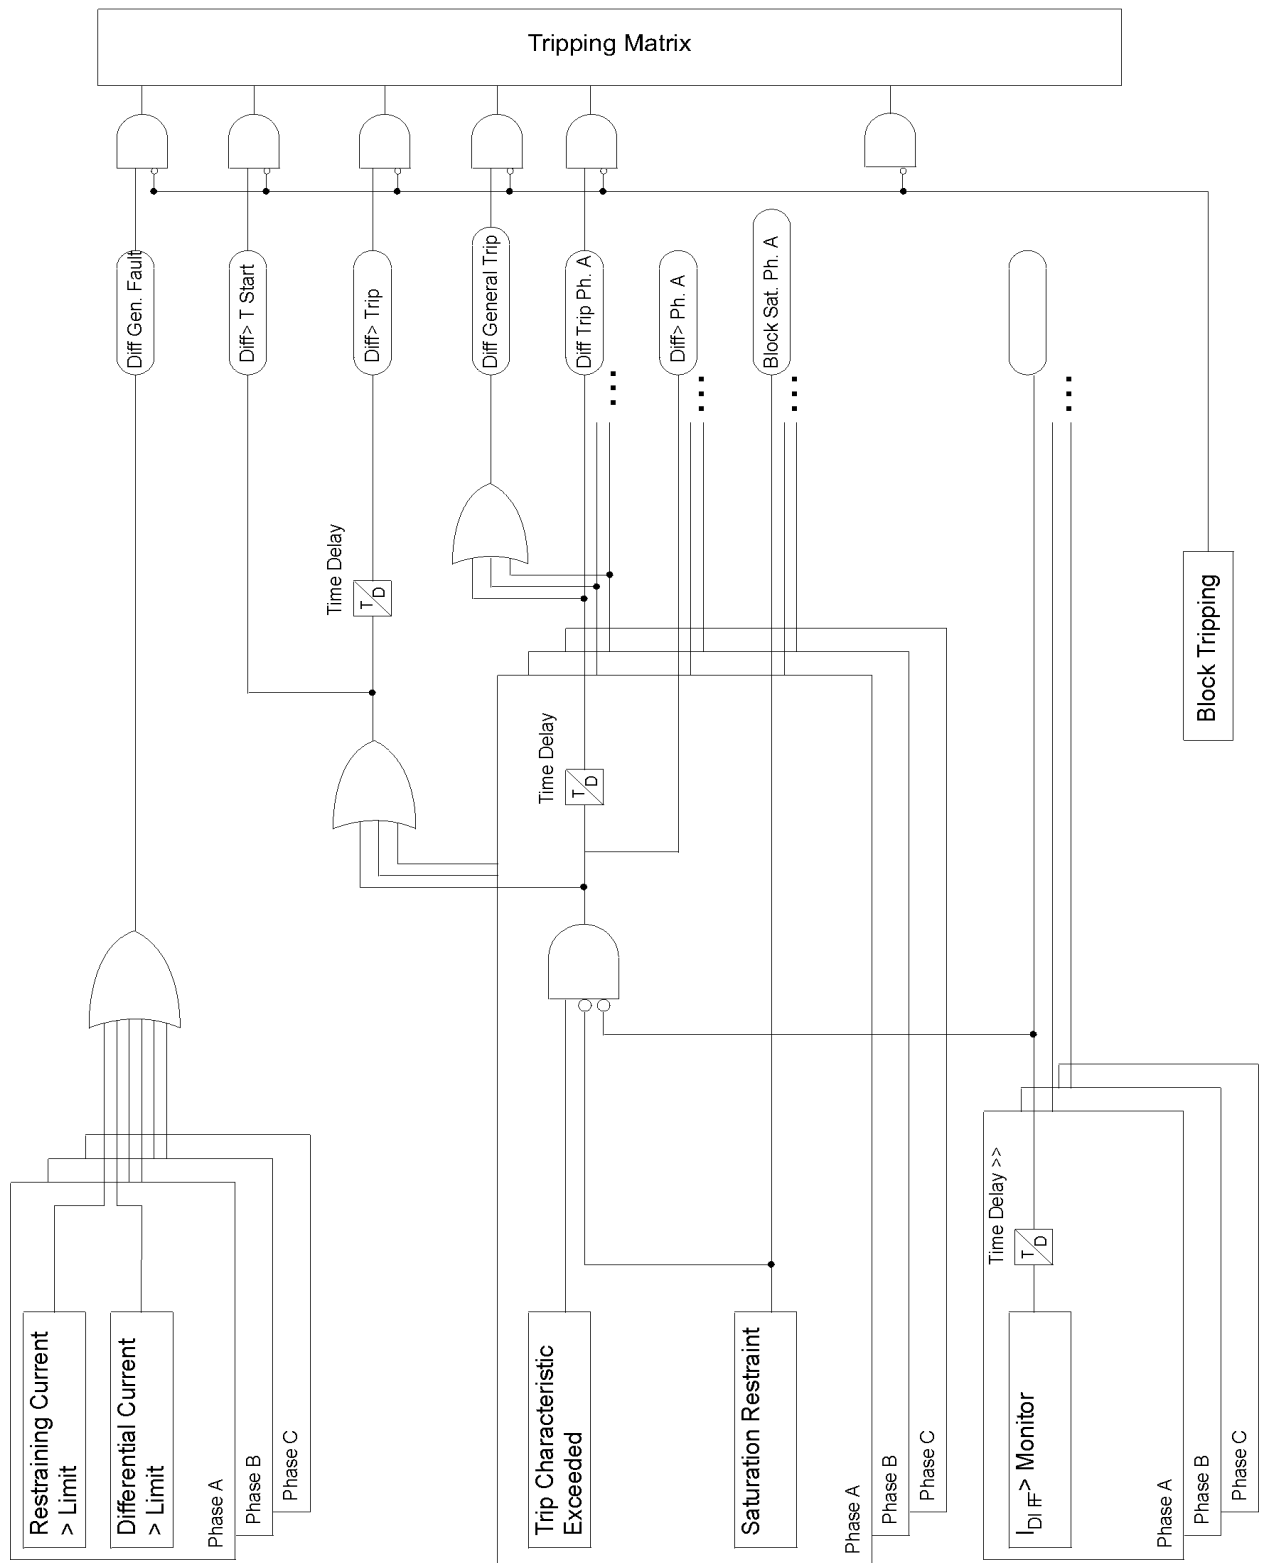 Tripping Matrix
Diff Gen. Fault
Diff> T Start
Diff> Trip
Diff General Trip
Diff Trip Ph. A
Diff> Ph. A
Block Sat. Ph. A
Time Delay
T
D
Block Tripping
Time Delay
T
D
Time Delay >>
T
D
Restraining Current
> Limit
Differential Current
> Limit
Phase A
Phase B
Phase C
Trip Characteristic
Exceeded
Saturation Restraint
Phase A
Phase B
Phase C
IDIFF> Monitor
Phase A
Phase B
Phase C